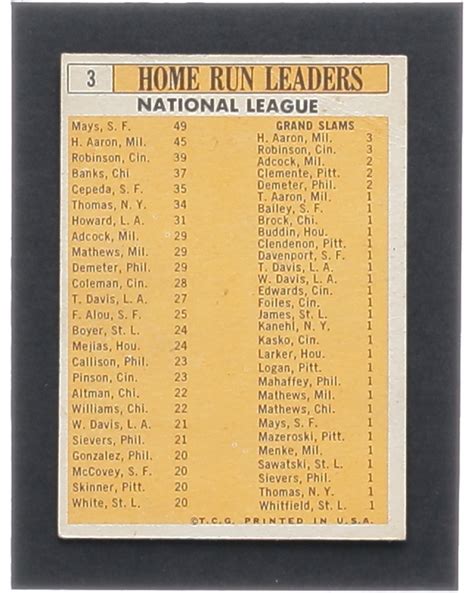 3 HOME RUN LEADERS
NATIONAL LEAGUE
Mays, S. F. 49
H. Aaron, Mil. 45
Robinson, Cin. 39
Banks, Chi 37
Cepeda, S. F. 35
Thomas, N. Y. 34
Howard, L. A. 31
Adcock, Mil. 29
Mathews, Mil. 29
Demeter, Phil. 29
Coleman, Cin. 28
T. Davis, L. A. 27
F. Alou, S. F. 25
Boyer, St. L. 24
Mejias, Hou. 24
Callison, Phil. 23
Pinson, Cin. 23
Altman, Chi. 22
Williams, Chi. 22
W. Davis, L. A. 21
Sievers, Phil. 21
Gonzalez, Phil. 20
McCovey, S. F. 20
Skinner, Pitt. 20
White, St. L. 20
GRAND SLAMS
H. Aaron, Mil. 3
Robinson, Cin. 3
Adcock, Mil. 2
Clemente, Pitt. 2
Demeter, Phil. 2
T. Aaron, Mil. 1
Bailey, S. F. 1
Brock, Chi. 1
Buddin, Hou. 1
Clendenon, Pitt. 1
Davenport, S. F. 1
T. Davis, L. A. 1
W. Davis, L. A. 1
Edwards, Cin. 1
Foiles, Cin. 1
James, St. L. 1
Kanehl, N. Y. 1
Kasko, Cin. 1
Larker, Hou. 1
Logan, Pitt. 1
Mahaffey, Phil. 1
Mathews, Mil. 1
Mathews, Chi. 1
Mays, S. F. 1
Mazeroski, Pitt. 1
Menke, Mil. 1
Sawatski, St. L. 1
Sievers, Phil. 1
Thomas, N. Y. 1
Whitfield, St. L. 1
©T.C.G. PRINTED IN U.S.A.